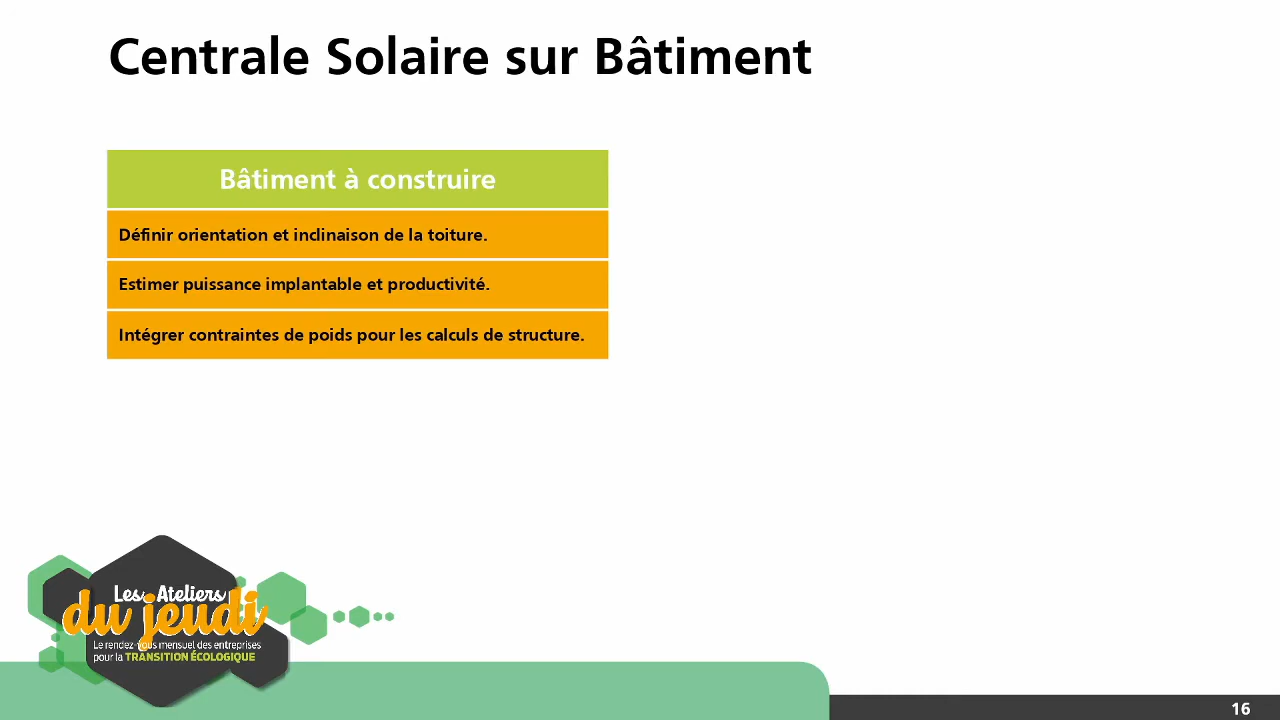 Centrale Solaire sur Bâtiment
Bâtiment à construire
Définir orientation et inclinaison de la toiture.
Estimer puissance implantable et productivité.
Intégrer contraintes de poids pour les calculs de structure.
Les Ateliers
du jeudi
Le rendez-vous mensuel des entreprises
pour la TRANSITION ÉCOLOGIQUE
16